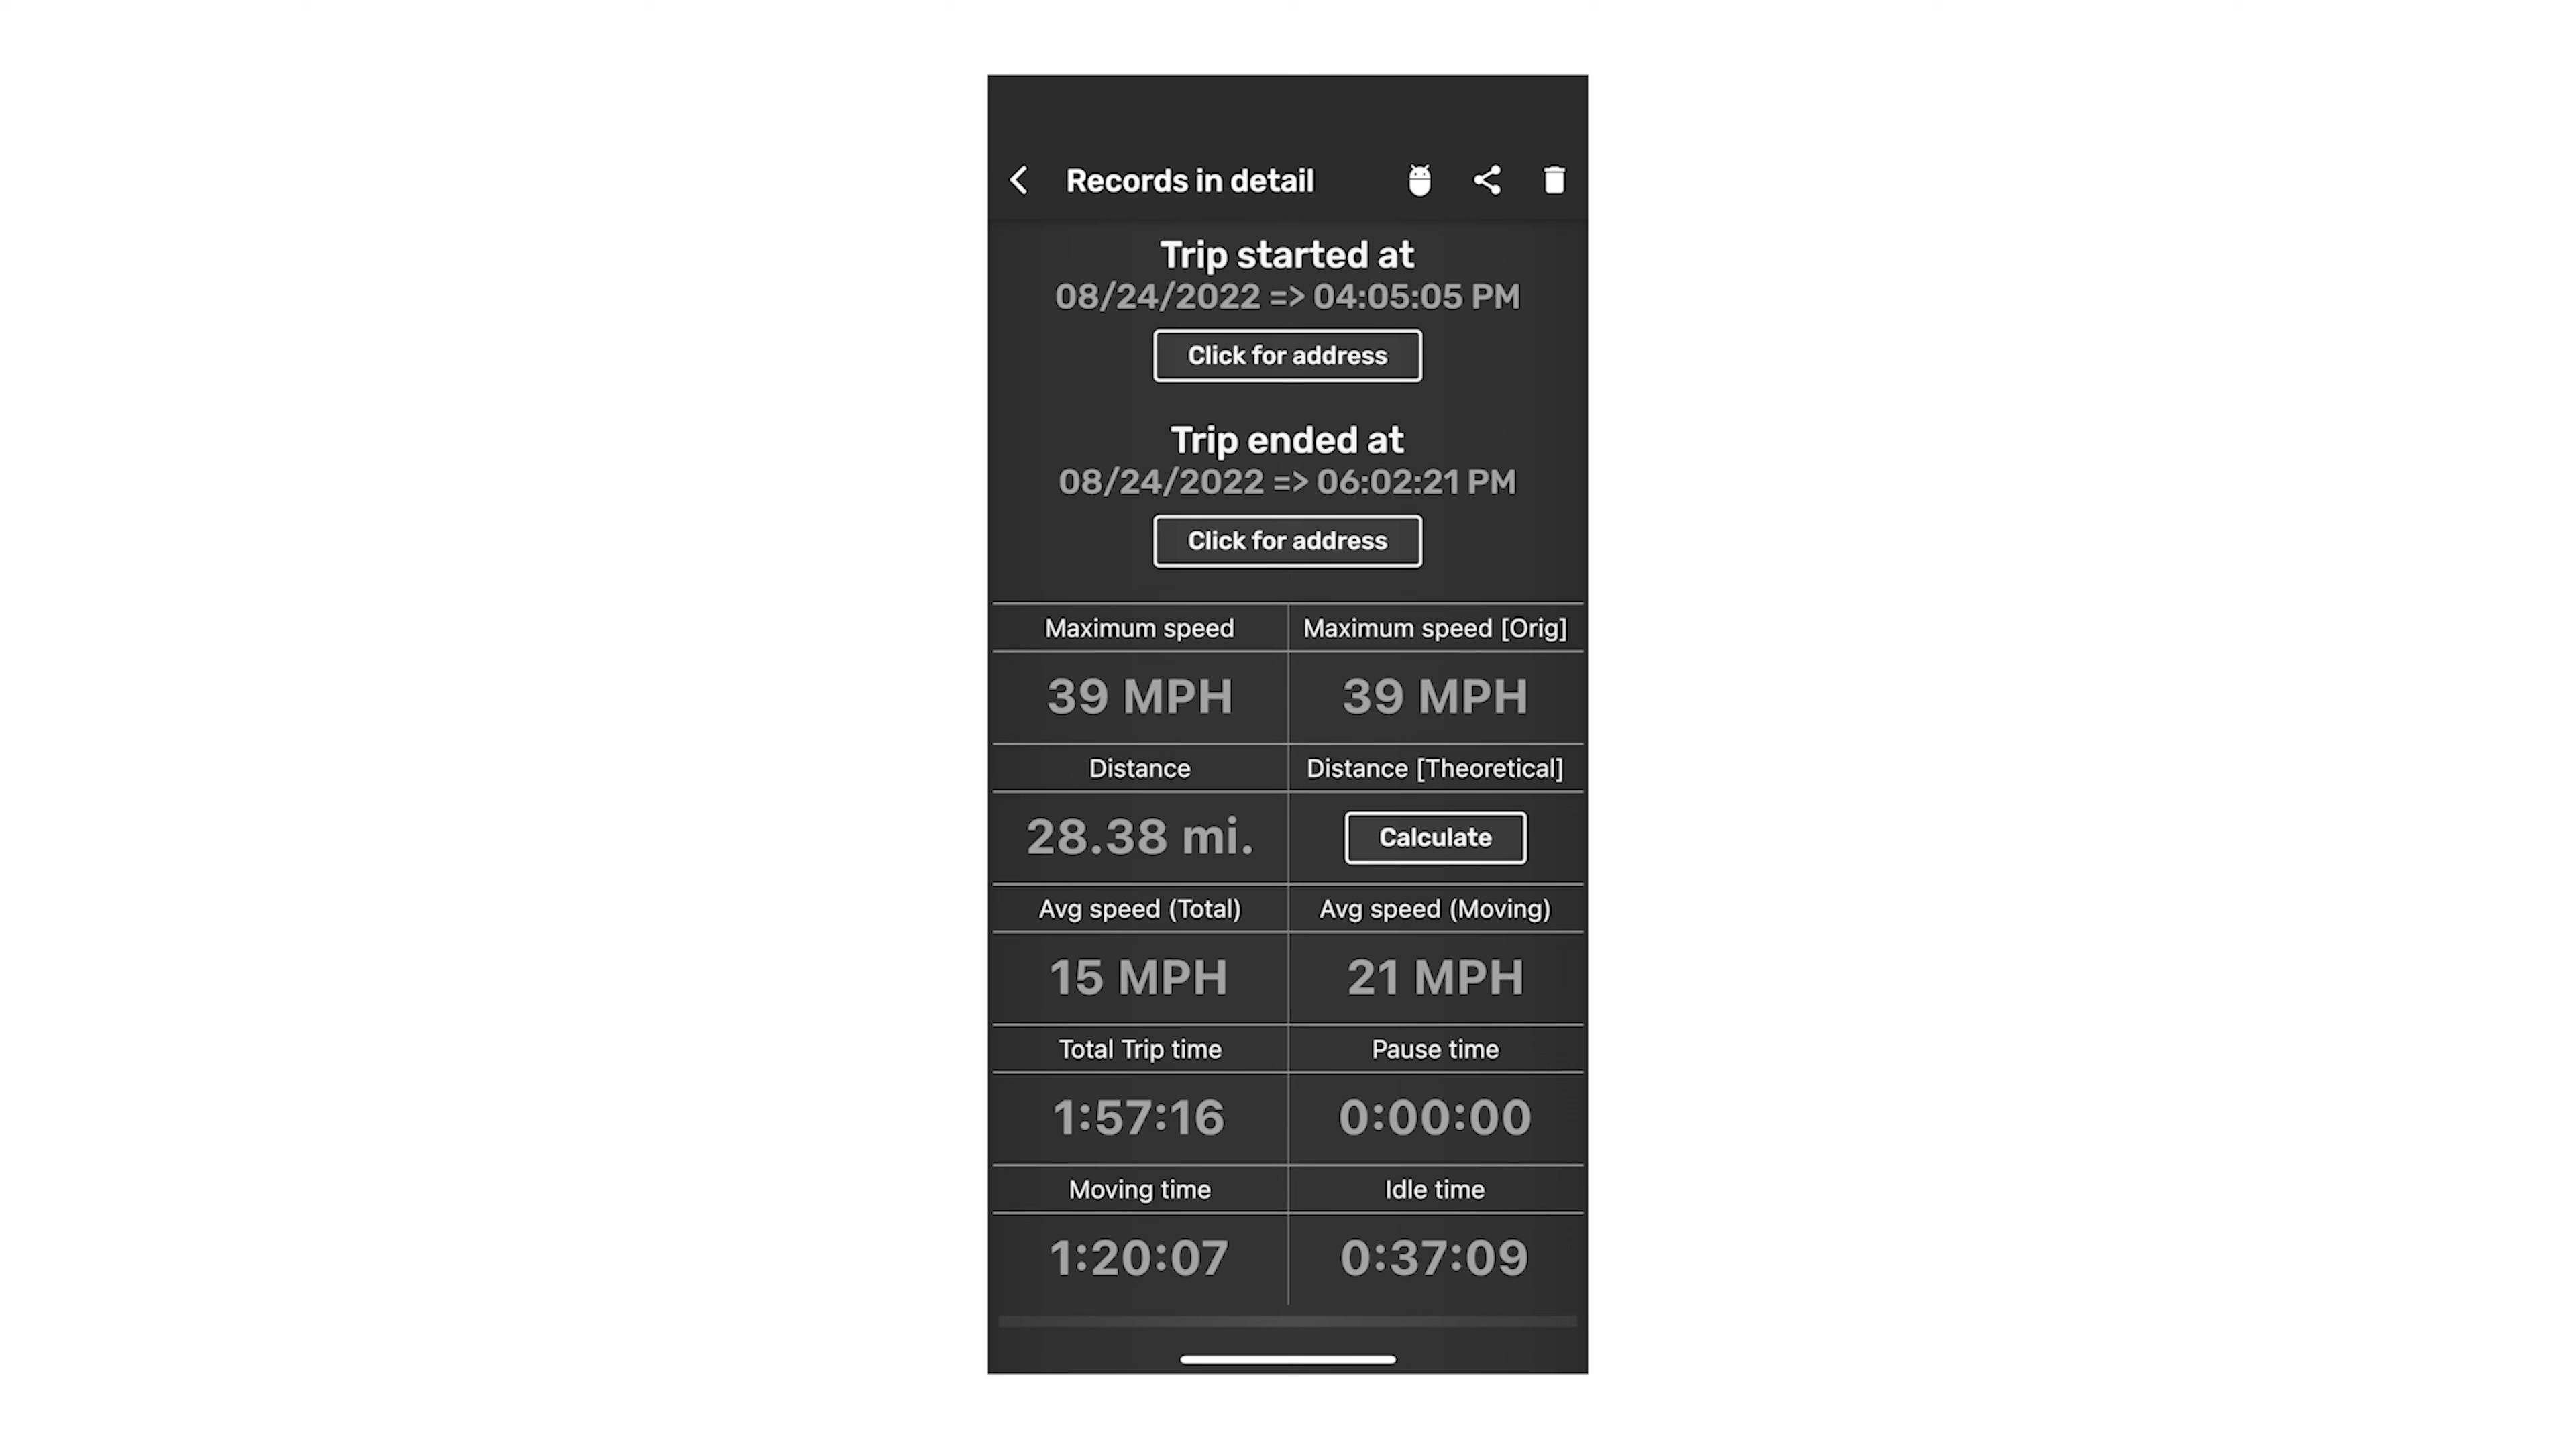 Records in detail
Trip started at
08/24/2022 => 04:05:05 PM
Click for address
Trip ended at
08/24/2022 => 06:02:21 PM
Click for address
Maximum speed
Maximum speed [Orig]
39 MPH
39 MPH
Distance
Distance [Theoretical]
28.38 mi.
Calculate
Avg speed (Total)
Avg speed (Moving)
15 MPH
21 MPH
Total Trip time
Pause time
1:57:16
0:00:00
Moving time
Idle time
1:20:07
0:37:09